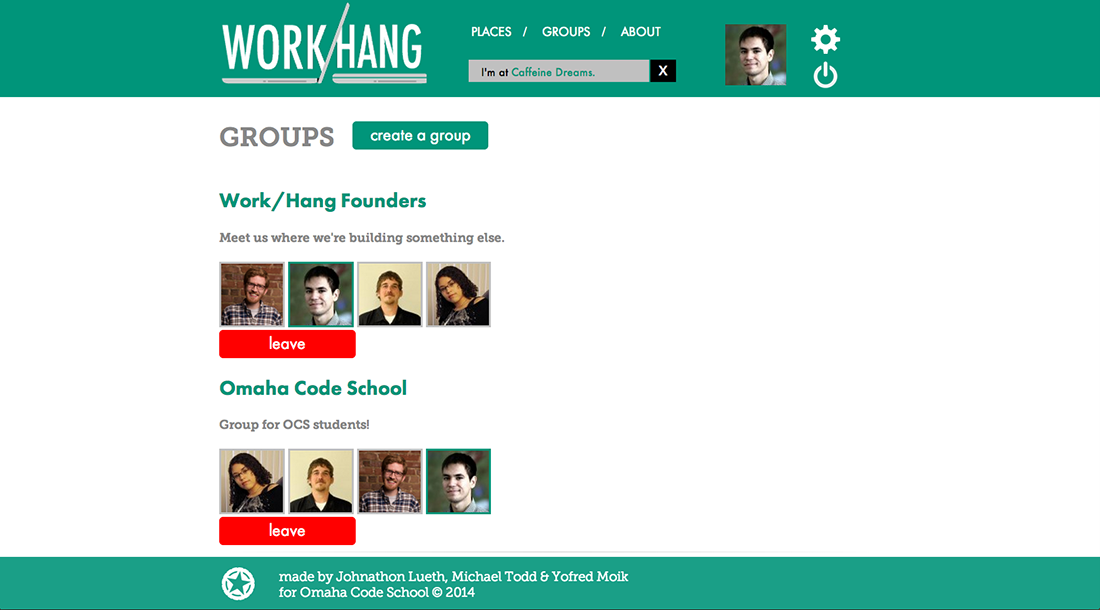 WORK/HANG
PLACES / GROUPS / ABOUT
I'm at Caffeine Dreams.
X
GROUPS
create a group
Work/Hang Founders
Meet us where we're building something else.
leave
Omaha Code School
Group for OCS students!
leave
made by Johnathon Lueth, Michael Todd & Yofred Moik
for Omaha Code School © 2014